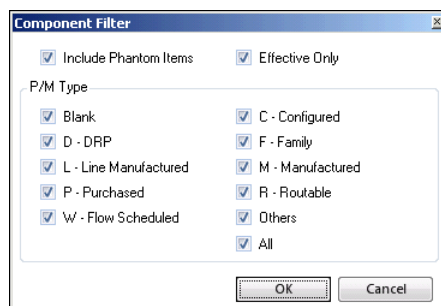 Component Filter
Include Phantom Items
Effective Only
P/M Type
Blank
C - Configured
D - DRP
F - Family
L - Line Manufactured
M - Manufactured
P - Purchased
R - Routable
W - Flow Scheduled
Others
All
OK
Cancel